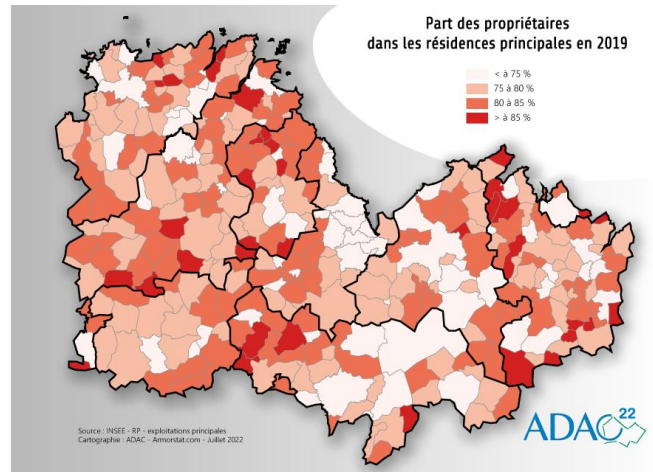 Part des propriétaires
dans les résidences principales en 2019
< à 75 %
75 à 80 %
80 à 85 %
> à 85 %
Source : INSEE - RP - exploitations principales
Cartographie : ADAC - Armorstat.com - Juillet 2022
ADAC 22